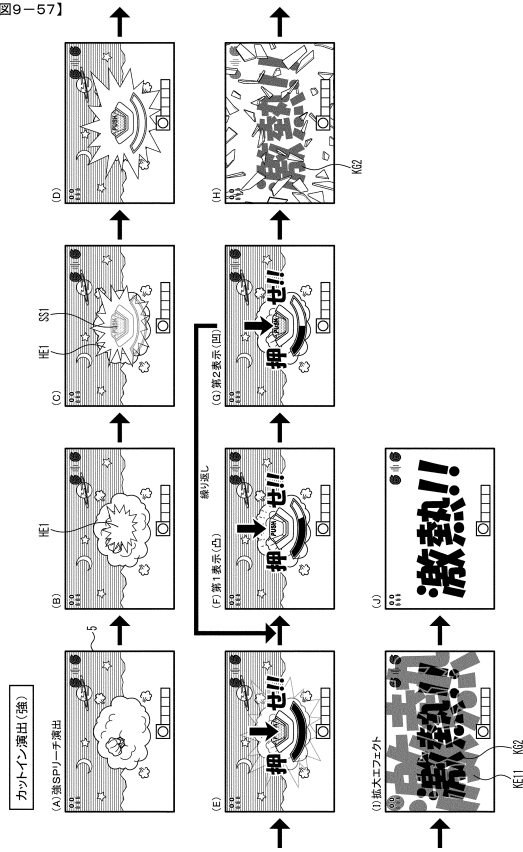 図9-57】
カットイン演出(強)
(A)強SPリーチ演出
5
(B)
HE1
(C)
HE1
SS1
PUSH
(D)
PUSH
(E)
押
せ!!
(F)第1表示(凸)
PUSH
押
せ!!
繰り返し
(G)第2表示(凹)
PUSH
押
せ!!
(H)
激熱
KG2
(I)拡大エフェクト
激熱!!
KG2
KE11
(J)
激熱!!